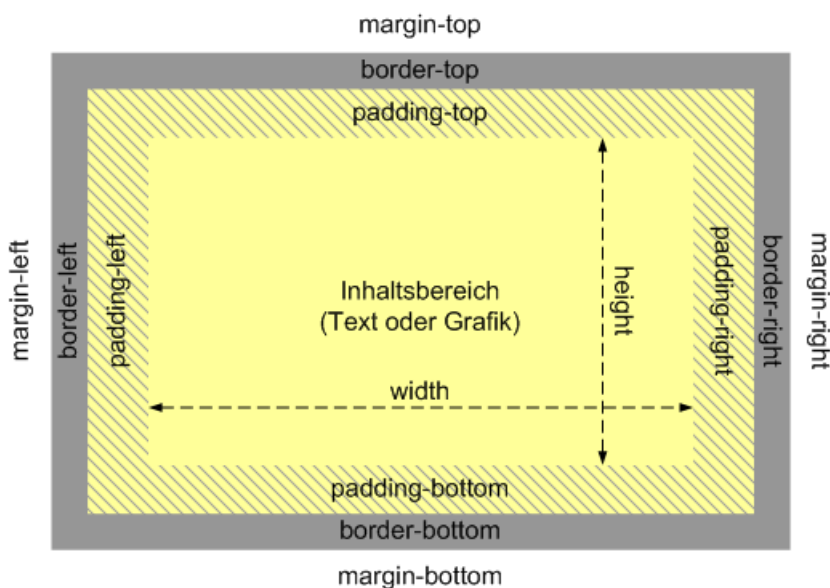 margin-top
border-top
padding-top
margin-left
border-left
padding-left
Inhaltsbereich
(Text oder Grafik)
height
padding-right
border-right
margin-right
width
padding-bottom
border-bottom
margin-bottom